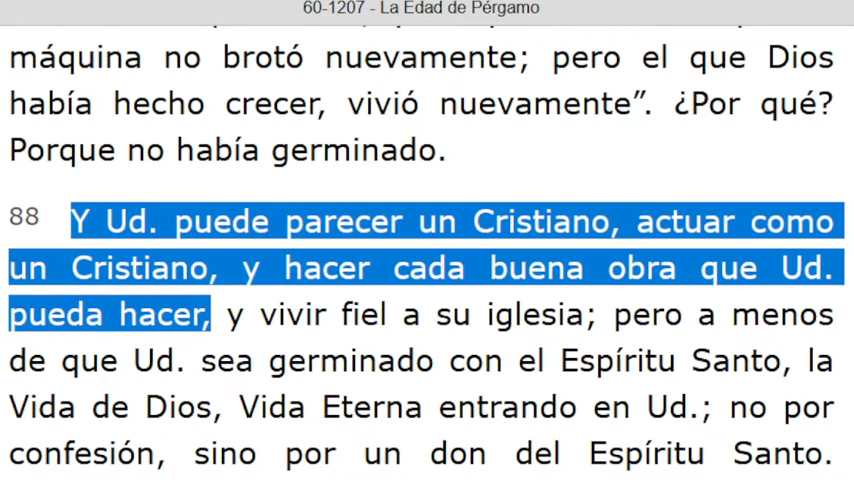 60-1207 - La Edad de Pérgamo
máquina no brotó nuevamente; pero el que Dios
había hecho crecer, vivió nuevamente”. ¿Por qué?
Porque no había germinado.
88 Y Ud. puede parecer un Cristiano, actuar como
un Cristiano, y hacer cada buena obra que Ud.
pueda hacer, y vivir fiel a su iglesia; pero a menos
de que Ud. sea germinado con el Espíritu Santo, la
Vida de Dios, Vida Eterna entrando en Ud.; no por
confesión, sino por un don del Espíritu Santo.